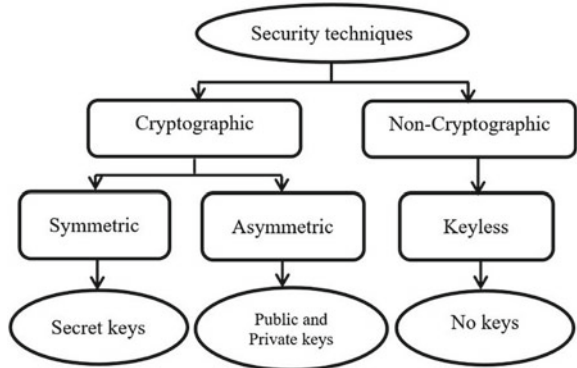 Security techniques
Cryptographic
Non-Cryptographic
Symmetric
Asymmetric
Keyless
Secret keys
Public and
Private keys
No keys